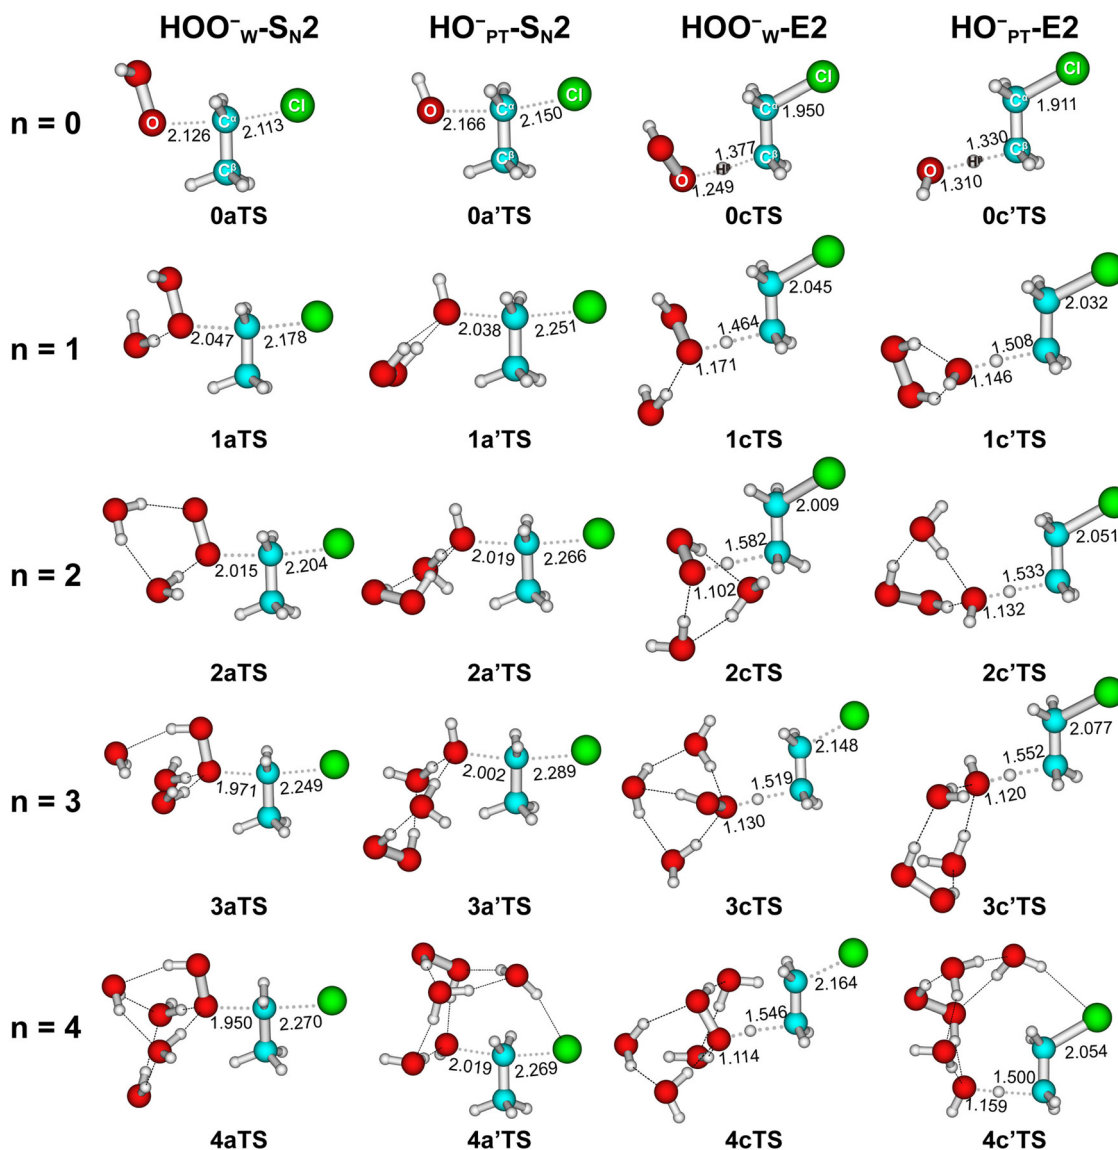 HOO⁻W-SN2 HO⁻PT-SN2 HOO⁻W-E2 HO⁻PT-E2
n = 0
O 2.126 Cα 2.113 Cl Cβ
O 2.166 Cα 2.150 Cl Cβ
O 1.249 H 1.377 Cβ Cα 1.950 Cl
O 1.310 H 1.330 Cβ Cα 1.911 Cl
0aTS 0a’TS 0cTS 0c’TS
n = 1
2.047 2.178 2.038 2.251 1.171 1.464 2.045 1.146 1.508 2.032
1aTS 1a’TS 1cTS 1c’TS
n = 2
2.015 2.204 2.019 2.266 1.102 1.582 2.009 1.132 1.533 2.051
2aTS 2a’TS 2cTS 2c’TS
n = 3
1.971 2.249 2.002 2.289 1.130 1.519 2.148 1.120 1.552 2.077
3aTS 3a’TS 3cTS 3c’TS
n = 4
1.950 2.270 2.019 2.269 1.114 1.546 2.164 1.159 1.500 2.054
4aTS 4a’TS 4cTS 4c’TS